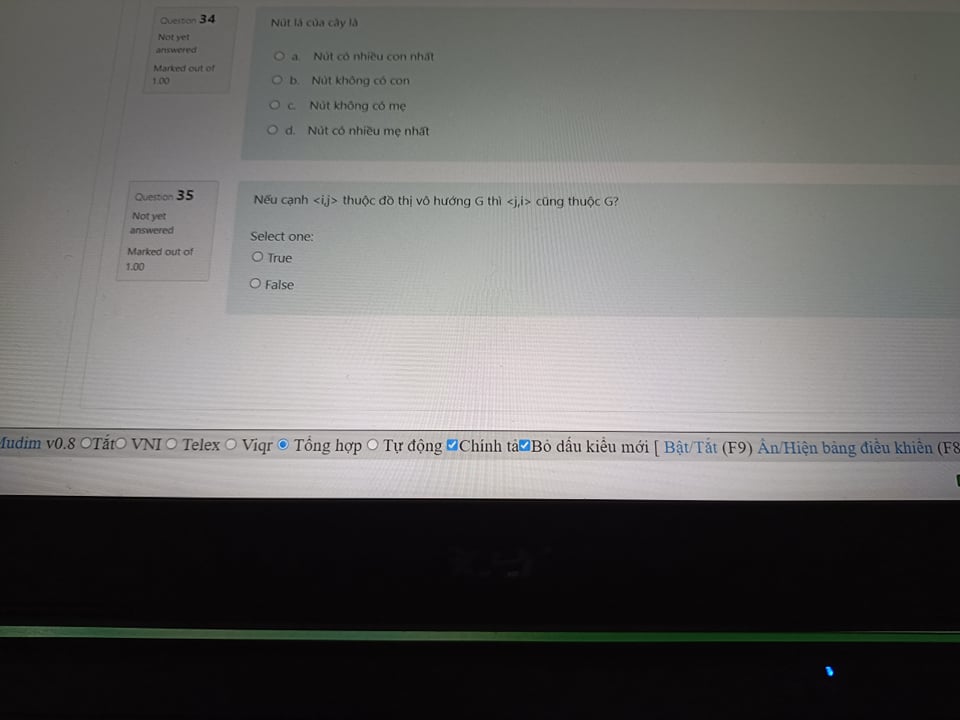 Question 34
Not yet
answered
Marked out of
1.00
Nút lá của cây là
a. Nút có nhiều con nhất
b. Nút không có con
c. Nút không có mẹ
d. Nút có nhiều mẹ nhất
Question 35
Not yet
answered
Marked out of
1.00
Nếu cạnh <i,j> thuộc đồ thị vô hướng G thì <j,i> cũng thuộc G?
Select one:
True
False
Mudim v0.8 Tắt VNI Telex Viqr Tổng hợp Tự động Chính tả Bỏ dấu kiểu mới [ Bật/Tắt (F9) Ẩn/Hiện bảng điều khiển (F8